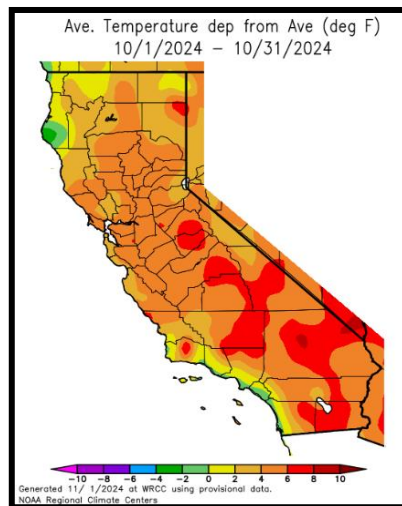 Ave. Temperature dep from Ave (deg F)
10/1/2024 – 10/31/2024
-10 -8 -6 -4 -2 0 2 4 6 8 10
Generated 11/ 1/2024 at WRCC using provisional data.
NOAA Regional Climate Centers